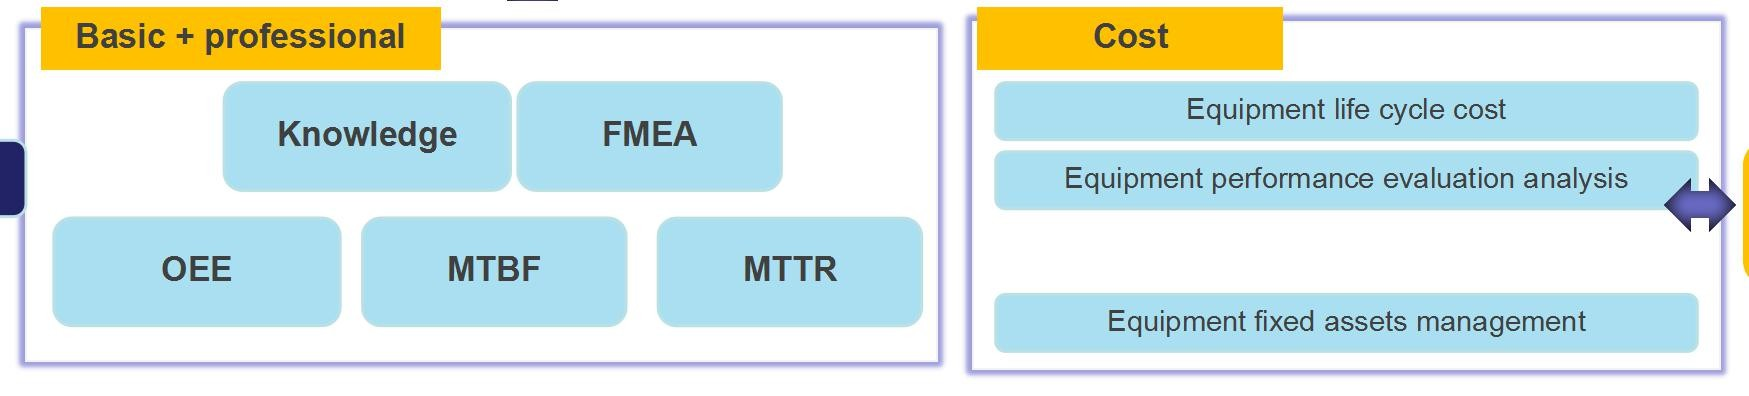 Basic + professional
Knowledge
FMEA
OEE
MTBF
MTTR
Cost
Equipment life cycle cost
Equipment performance evaluation analysis
Equipment fixed assets management